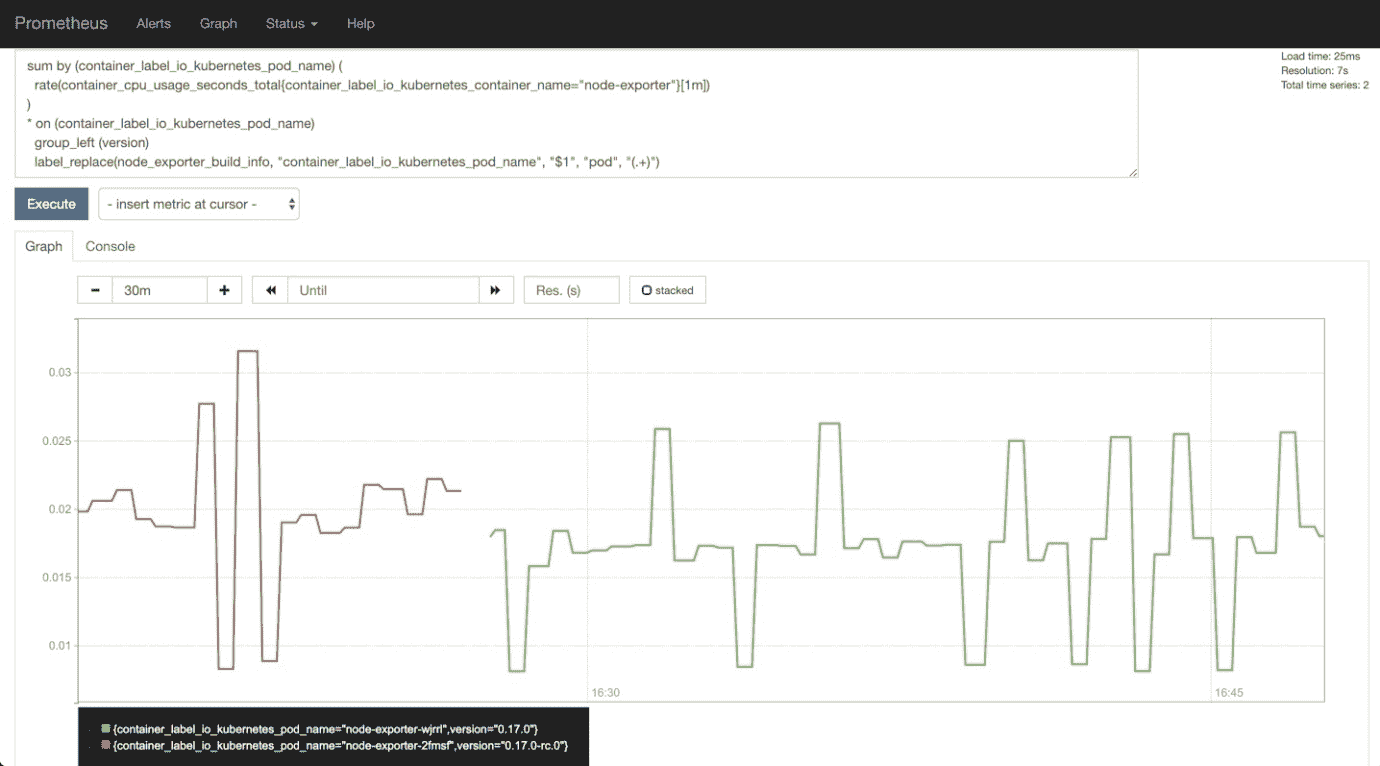 Prometheus Alerts Graph Status Help
sum by (container_label_io_kubernetes_pod_name) (
rate(container_cpu_usage_seconds_total{container_label_io_kubernetes_container_name="node-exporter"}[1m])
)
* on (container_label_io_kubernetes_pod_name)
group_left (version)
label_replace(node_exporter_build_info, "container_label_io_kubernetes_pod_name", "$1", "pod", "(.+)")
Load time: 25ms
Resolution: 7s
Total time series: 2
Execute - insert metric at cursor -
Graph Console
30m Until Res. (s) stacked
0.03
0.025
0.02
0.015
0.01
16:30 16:45
{container_label_io_kubernetes_pod_name="node-exporter-wjrrl",version="0.17.0"}
{container_label_io_kubernetes_pod_name="node-exporter-2fmsf",version="0.17.0-rc.0"}